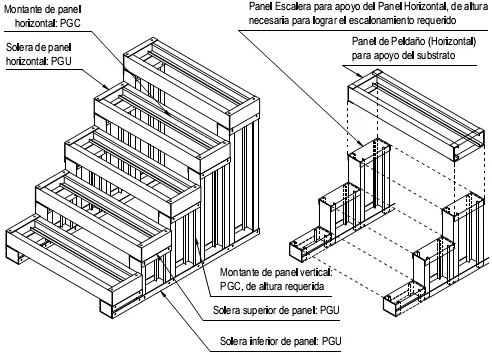 Montante de panel
horizontal: PGC
Solera de panel
horizontal: PGU
Panel Escalera para apoyo del Panel Horizontal, de altura
necesaria para lograr el escalonamiento requerido
Panel de Peldaño (Horizontal)
para apoyo del substrato
Montante de panel vertical:
PGC, de altura requerida
Solera superior de panel: PGU
Solera inferior de panel: PGU